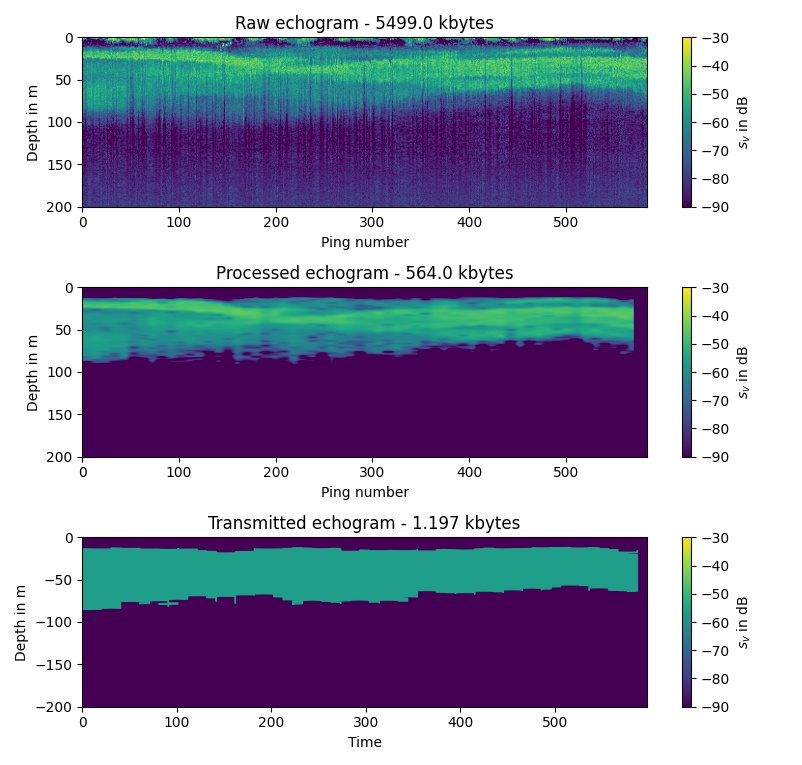 Raw echogram - 5499.0 kbytes
0
50
100
150
200
Depth in m
0 100 200 300 400 500
Ping number
−30
−40
−50
−60
−70
−80
−90
sv in dB
Processed echogram - 564.0 kbytes
0
50
100
150
200
Depth in m
0 100 200 300 400 500
Ping number
−30
−40
−50
−60
−70
−80
−90
sv in dB
Transmitted echogram - 1.197 kbytes
0
−50
−100
−150
−200
Depth in m
0 100 200 300 400 500
Time
−30
−40
−50
−60
−70
−80
−90
sv in dB